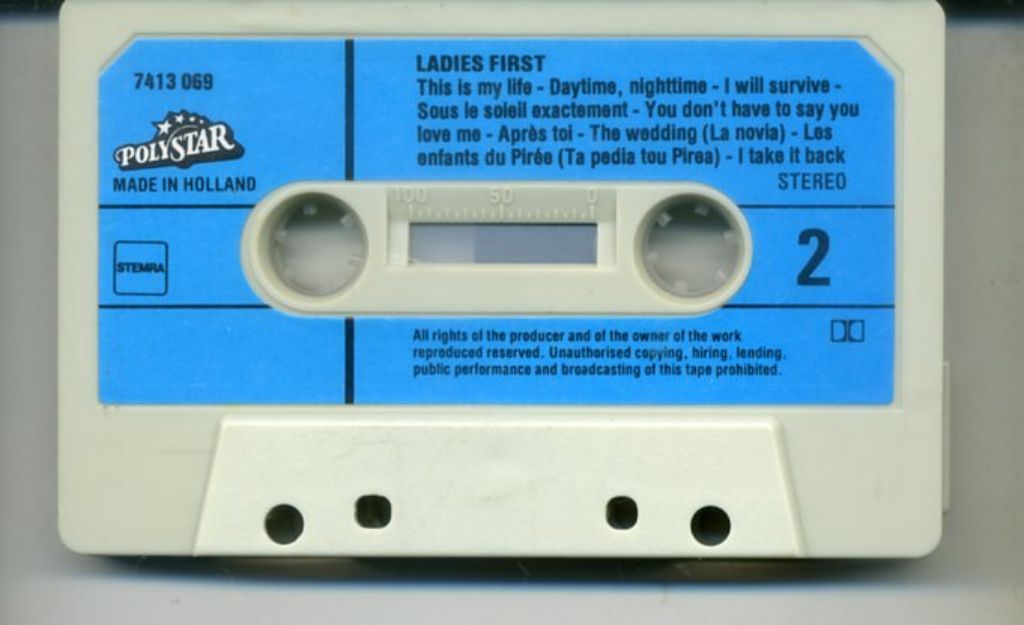 7413 069
POLYSTAR
MADE IN HOLLAND
STEMRA
LADIES FIRST
This is my life - Daytime, nighttime - I will survive -
Sous le soleil exactement - You don't have to say you
love me - Après toi - The wedding (La novia) - Les
enfants du Pirée (Ta pedia tou Pirea) - I take it back
STEREO
100 50 0
2
All rights of the producer and of the owner of the work
reproduced reserved. Unauthorised copying, hiring, lending,
public performance and broadcasting of this tape prohibited.